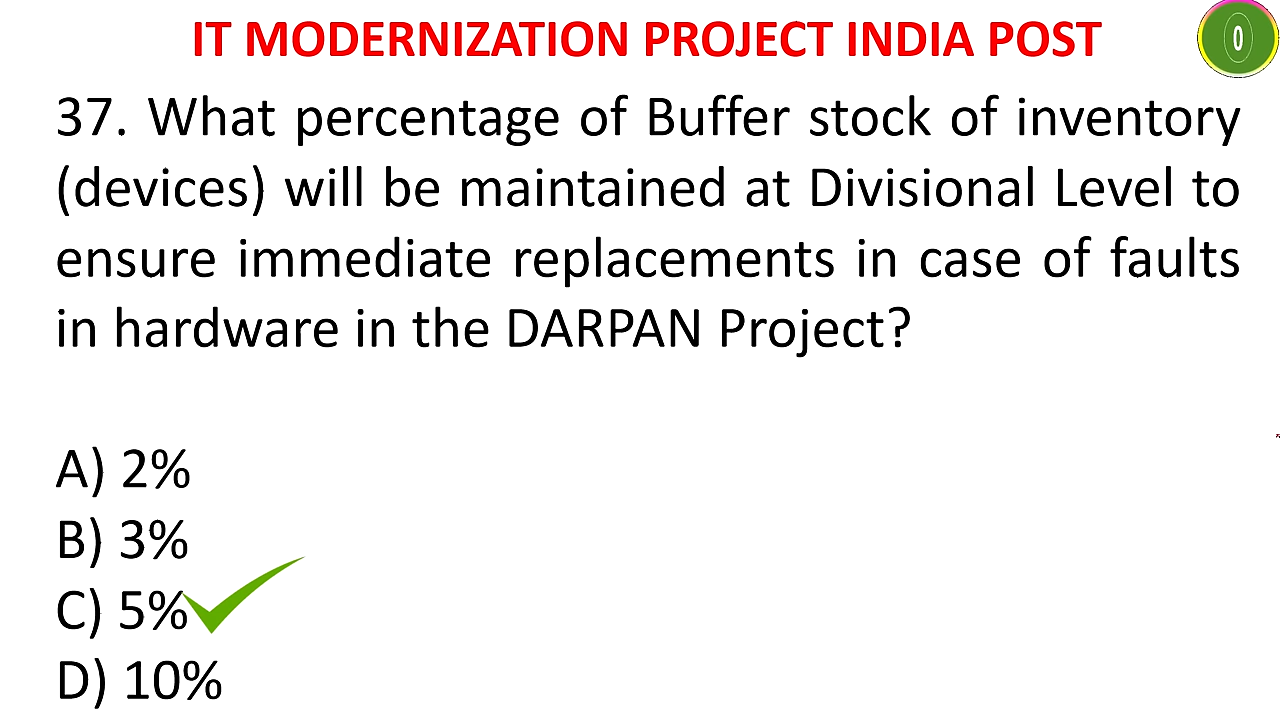 IT MODERNIZATION PROJECT INDIA POST
0
37. What percentage of Buffer stock of inventory
(devices) will be maintained at Divisional Level to
ensure immediate replacements in case of faults
in hardware in the DARPAN Project?
A) 2%
B) 3%
C) 5%
D) 10%